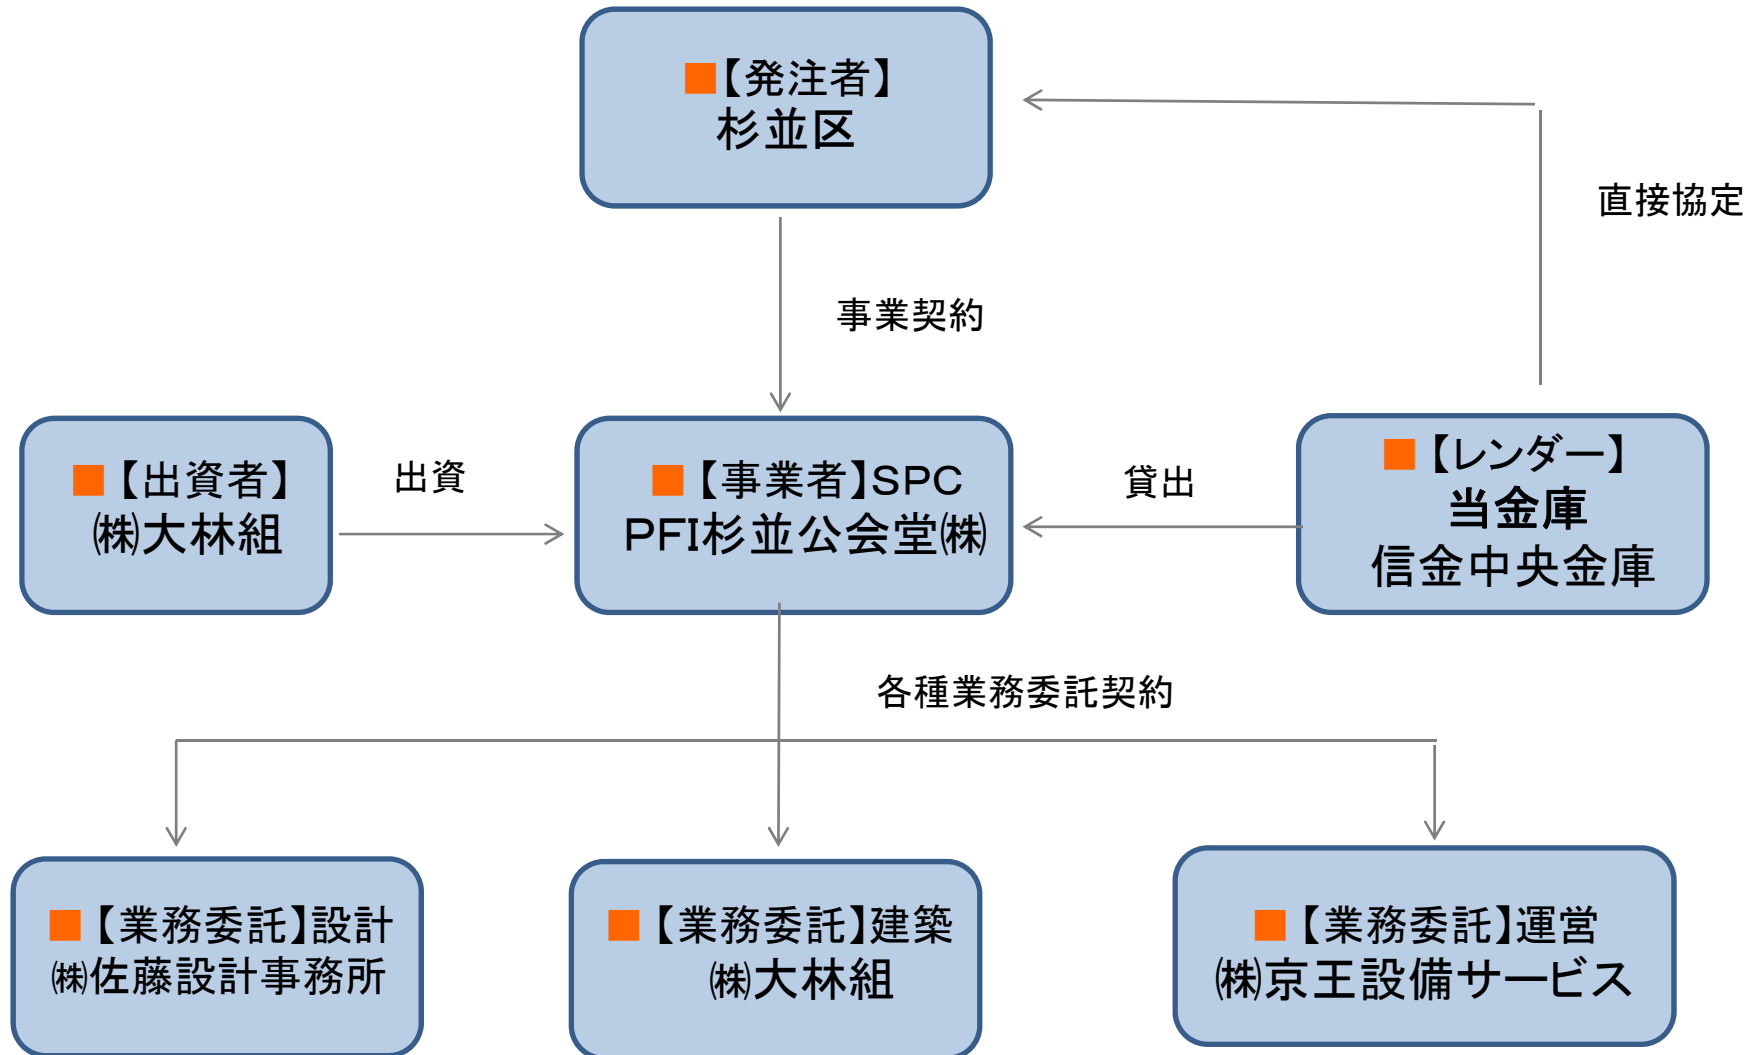 ■【発注者】
杉並区
直接協定
事業契約
■【出資者】
㈱大林組
出資
■【事業者】SPC
PFI杉並公会堂㈱
貸出
■【レンダー】
当金庫
信金中央金庫
各種業務委託契約
■【業務委託】設計
㈱佐藤設計事務所
■【業務委託】建築
㈱大林組
■【業務委託】運営
㈱京王設備サービス